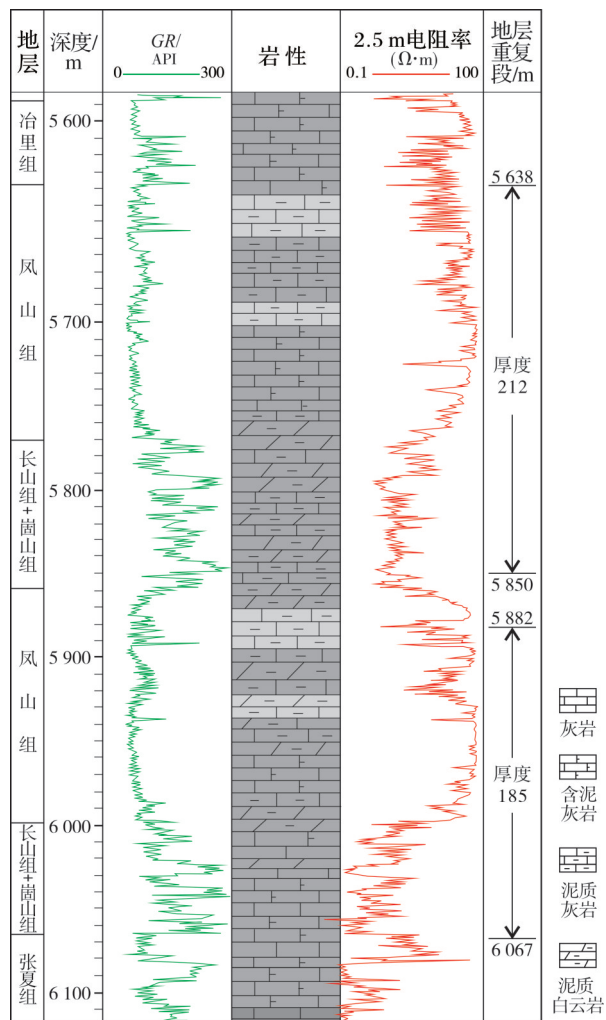 地层
深度/m
GR/API
0 300
岩性
2.5 m电阻率
(Ω·m)
0.1 100
地层重复段/m
冶里组
凤山组
长山组+崮山组
凤山组
长山组+崮山组
张夏组
5 600
5 700
5 800
5 900
6 000
6 100
5 638
厚度
212
5 850
5 882
厚度
185
6 067
灰岩
含泥
灰岩
泥质
灰岩
泥质
白云岩